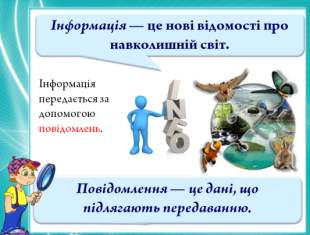 Інформація — це нові відомості про
навколишній світ.
Інформація
передається за
допомогою
повідомлень.
INFO
Повідомлення — це дані, що
підлягають передаванню.